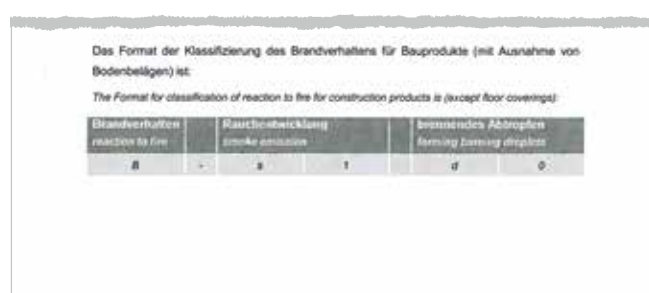 Das Format der Klassifizierung des Brandverhaltens für Bauprodukte (mit Ausnahme von
Bodenbelägen) ist:
The Format for classification of reaction to fire for construction products is (except floor coverings):
Brandverhalten Rauchentwicklung brennendes Abtropfen
reaction to fire smoke emission flaming burning droplets
B - s 1 d 0